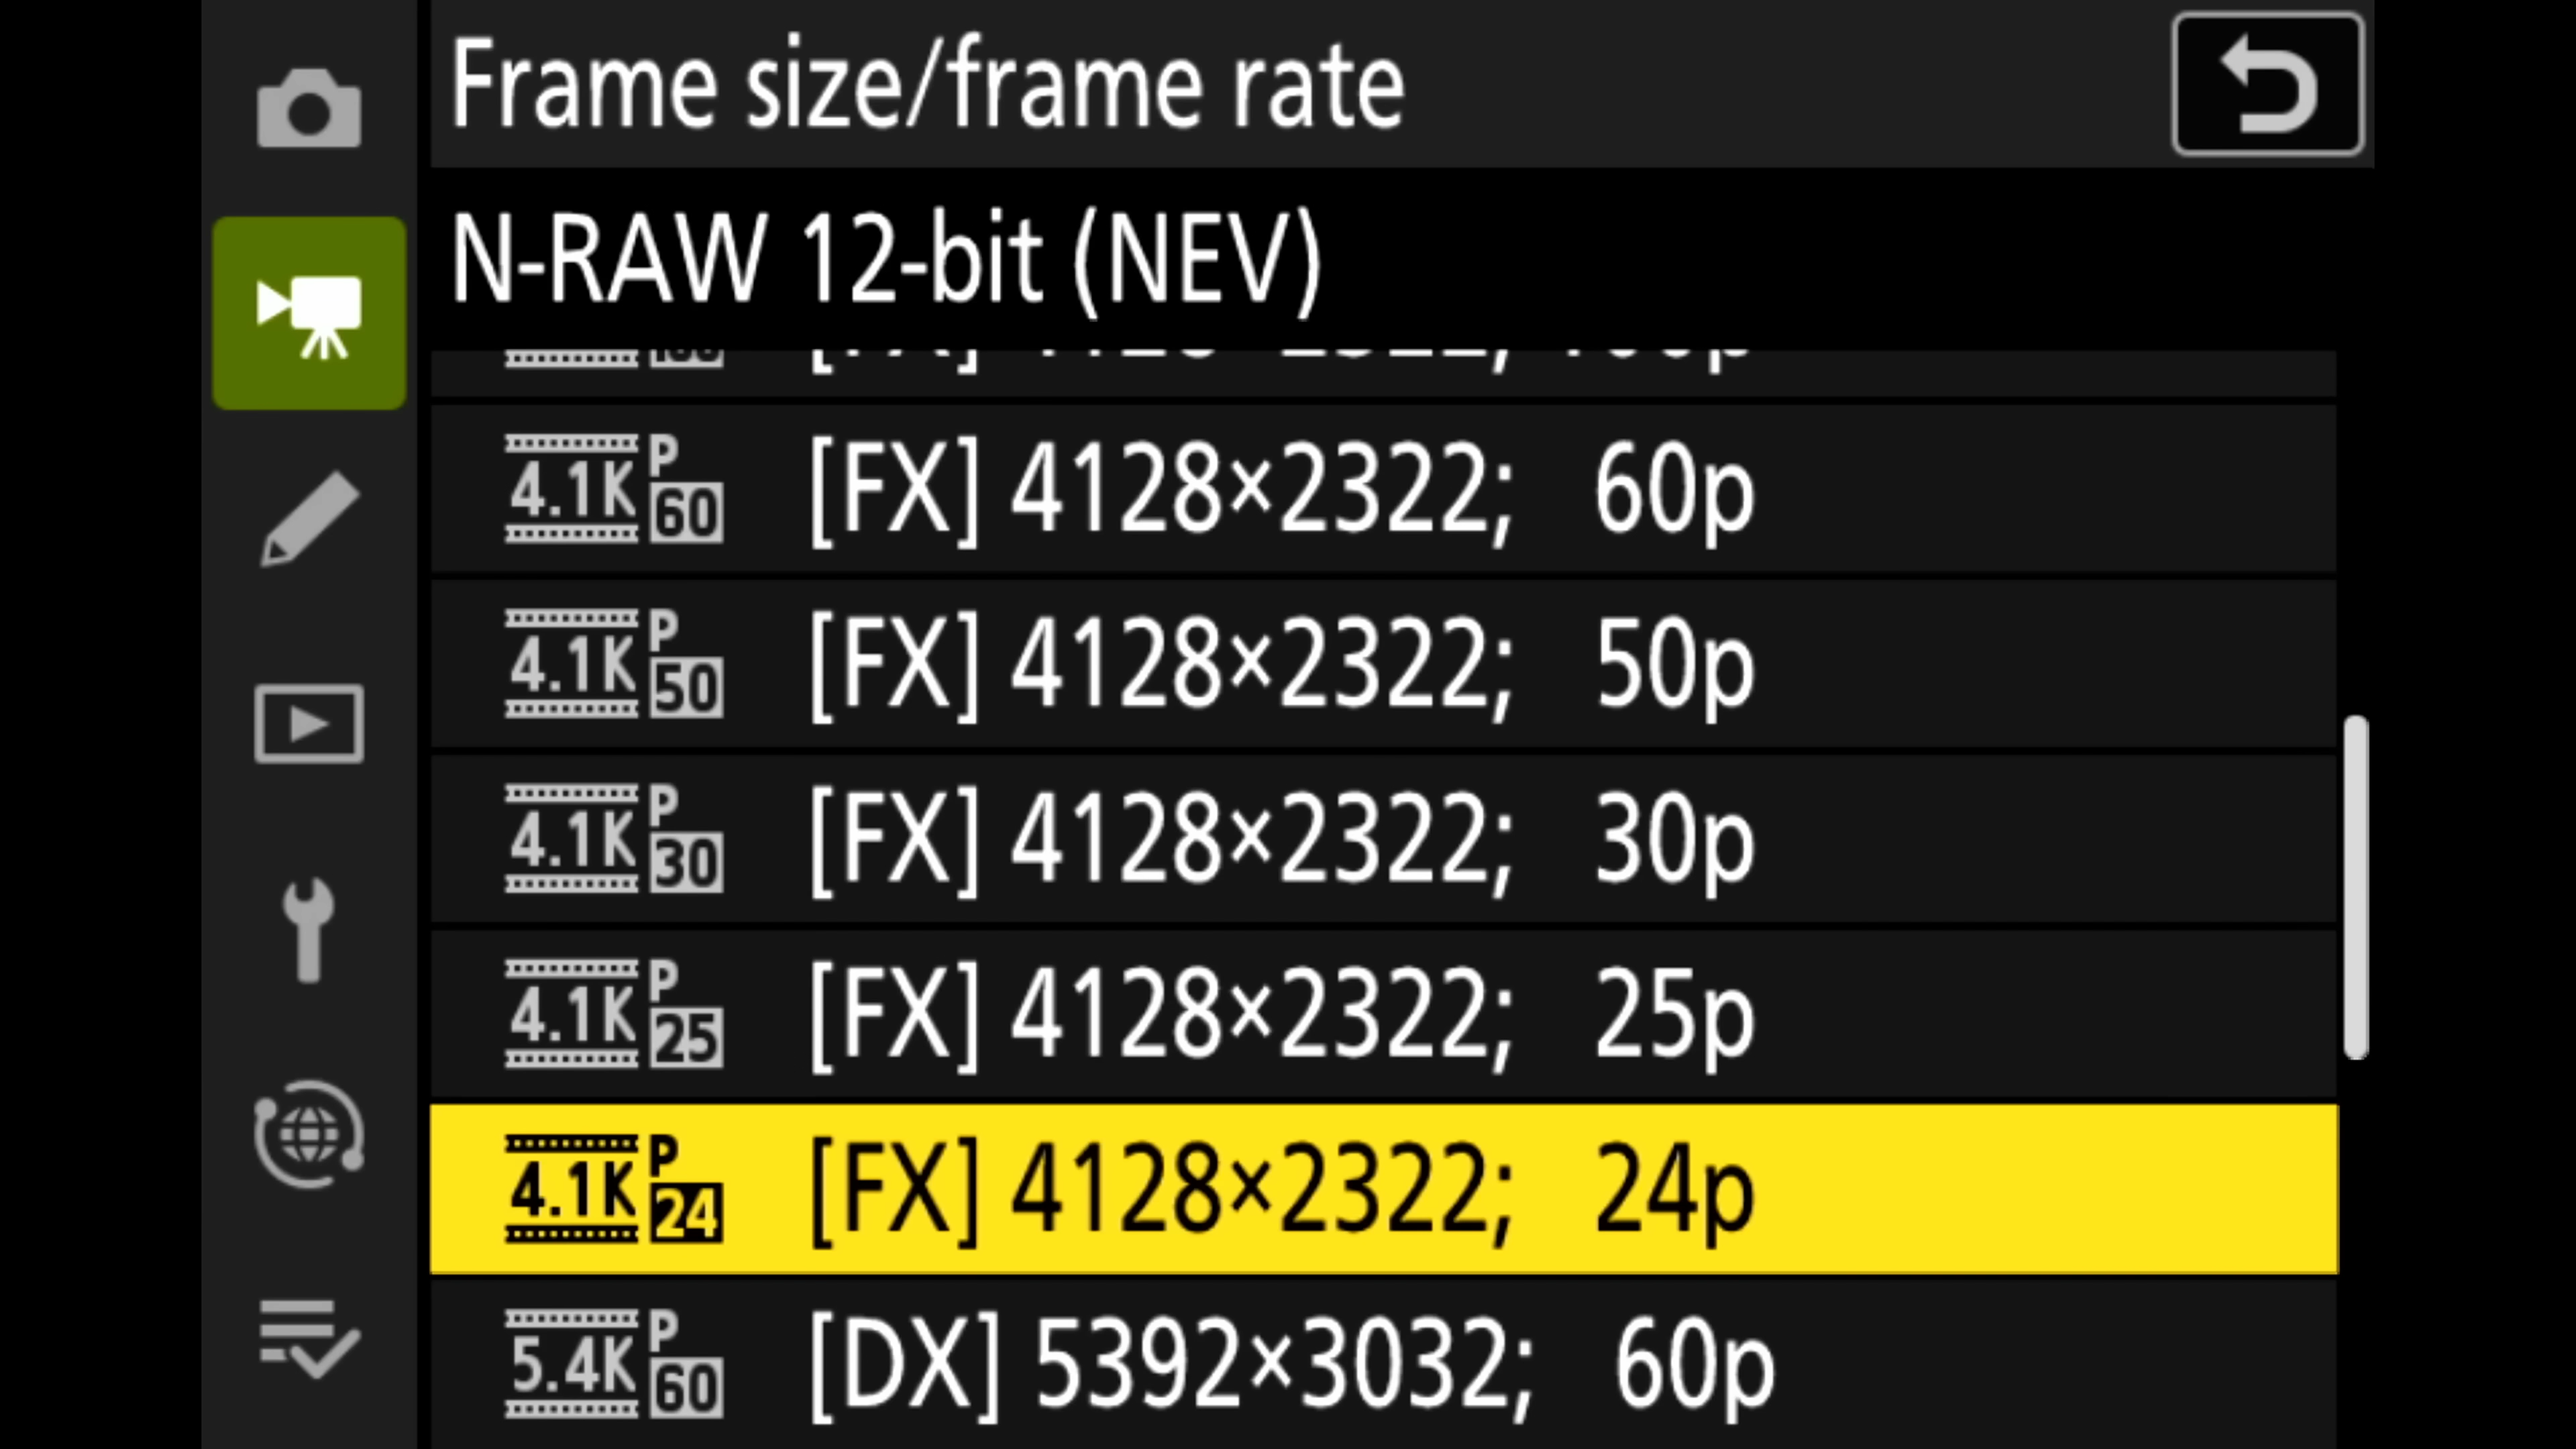 Frame size/frame rate
N-RAW 12-bit (NEV)
4.1K P 60 [FX] 4128×2322; 60p
4.1K P 50 [FX] 4128×2322; 50p
4.1K P 30 [FX] 4128×2322; 30p
4.1K P 25 [FX] 4128×2322; 25p
4.1K P 24 [FX] 4128×2322; 24p
5.4K P 60 [DX] 5392×3032; 60p